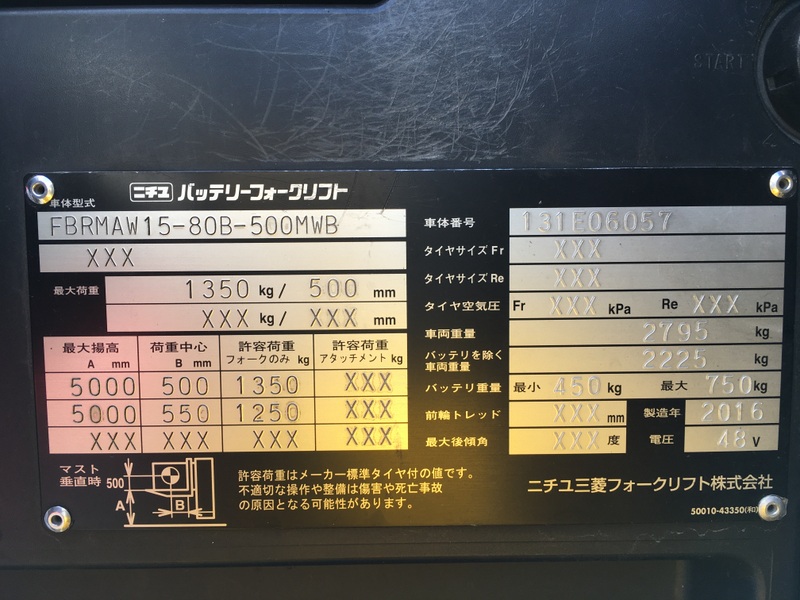 START
ニチユ バッテリーフォークリフト
車体型式
FBRMAW15-80B-500MWB
XXX
最大荷重 1350 kg/ 500 mm
XXX kg/ XXX mm
最大揚高 A mm 荷重中心 B mm 許容荷重 フォークのみ kg 許容荷重 アタッチメント kg
5000 500 1350 XXX
5000 550 1250 XXX
XXX XXX XXX XXX
マスト垂直時 500 A B
許容荷重はメーカー標準タイヤ付の値です。
不適切な操作や整備は傷害や死亡事故
の原因となる可能性があります。
車体番号 131E06057
タイヤサイズ Fr XXX
タイヤサイズ Re XXX
タイヤ空気圧 Fr XXX kPa Re XXX kPa
車両重量 2795 kg
バッテリを除く
車両重量 2225 kg
バッテリ重量 最小 450 kg 最大 750 kg
前輪トレッド XXX mm 製造年 2016
最大後傾角 XXX 度 電圧 48 V
ニチユ三菱フォークリフト株式会社
50010-43350(和)